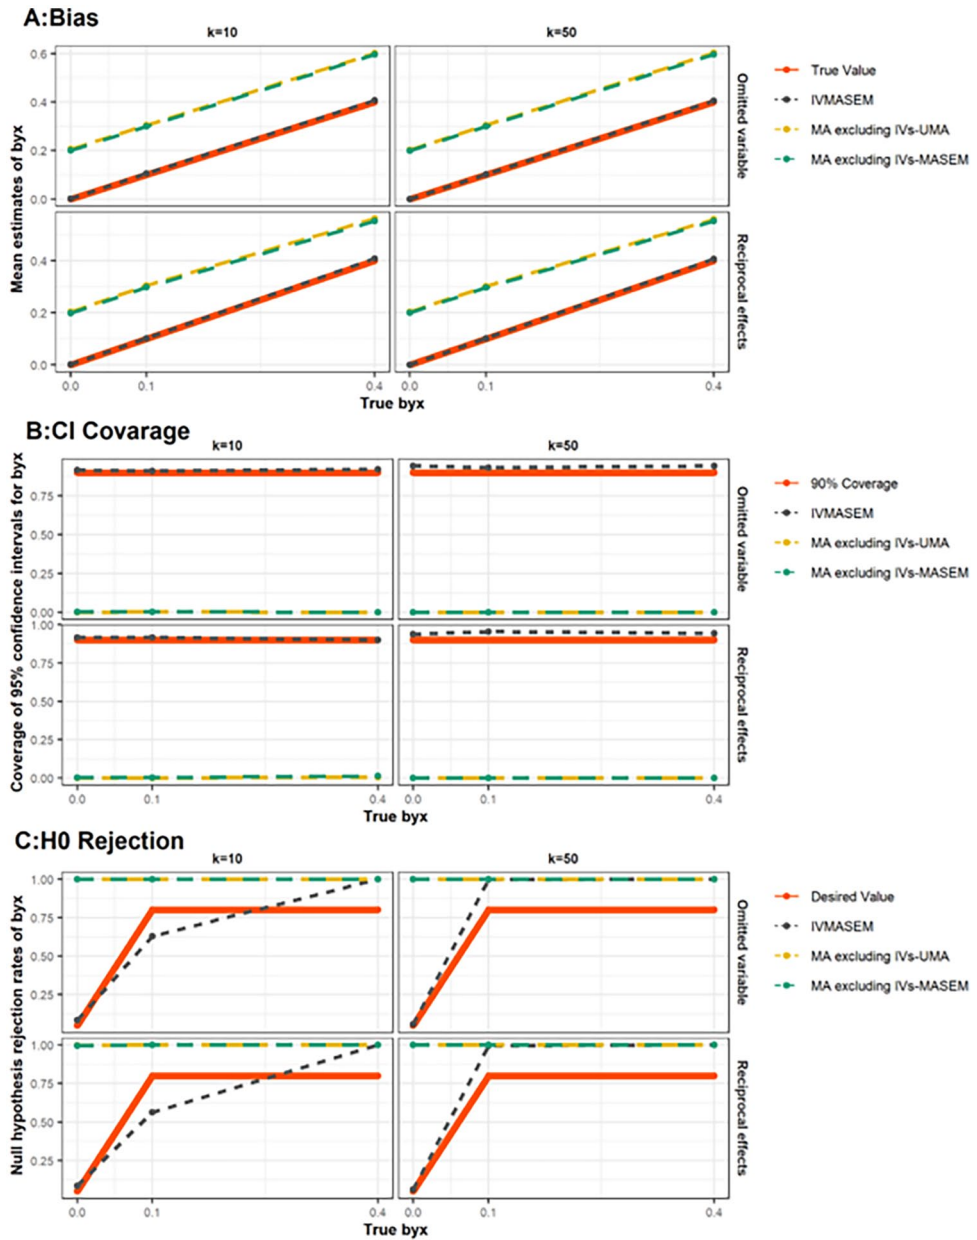 A:Bias
k=10
k=50
Mean estimates of byx
0.6
0.4
0.2
0.0
Omitted variable
0.4
0.2
0.0
Reciprocal effects
0.0
0.1
0.4
0.0
0.1
0.4
True byx
True Value
IVMASEM
MA excluding IVs-UMA
MA excluding IVs-MASEM
B:CI Covarage
k=10
k=50
Coverage of 95% confidence intervals for byx
0.75
0.50
0.25
0.00
Omitted variable
1.00
0.75
0.50
0.25
0.00
Reciprocal effects
0.0
0.1
0.4
0.0
0.1
0.4
True byx
90% Coverage
IVMASEM
MA excluding IVs-UMA
MA excluding IVs-MASEM
C:H0 Rejection
k=10
k=50
Null hypothesis rejection rates of byx
1.00
0.75
0.50
0.25
Omitted variable
1.00
0.75
0.50
0.25
Reciprocal effects
0.0
0.1
0.4
0.0
0.1
0.4
True byx
Desired Value
IVMASEM
MA excluding IVs-UMA
MA excluding IVs-MASEM